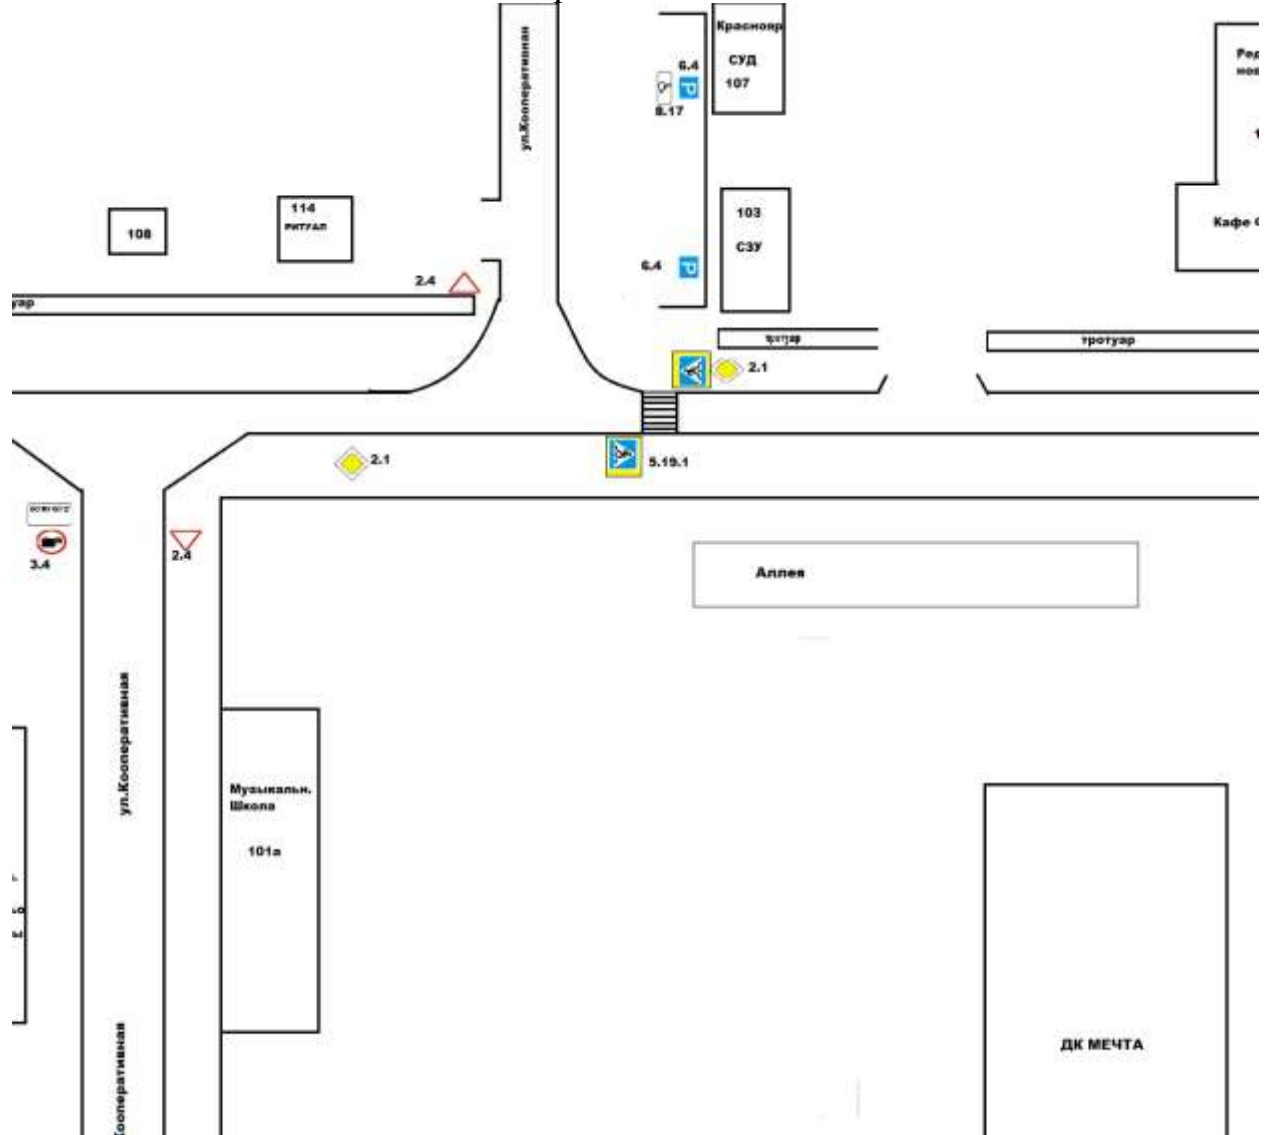 Краснояр
СУД
107
6.4
8.17
ул.Кооперативная
114
РИТУАЛ
108
103
СЗУ
Кафе
6.4
2.4
тротуар
тротуар
2.1
2.1
5.19.1
3.4
2.4
Аллея
ул.Кооперативная
Музыкальн.
Школа
101а
ДК МЕЧТА